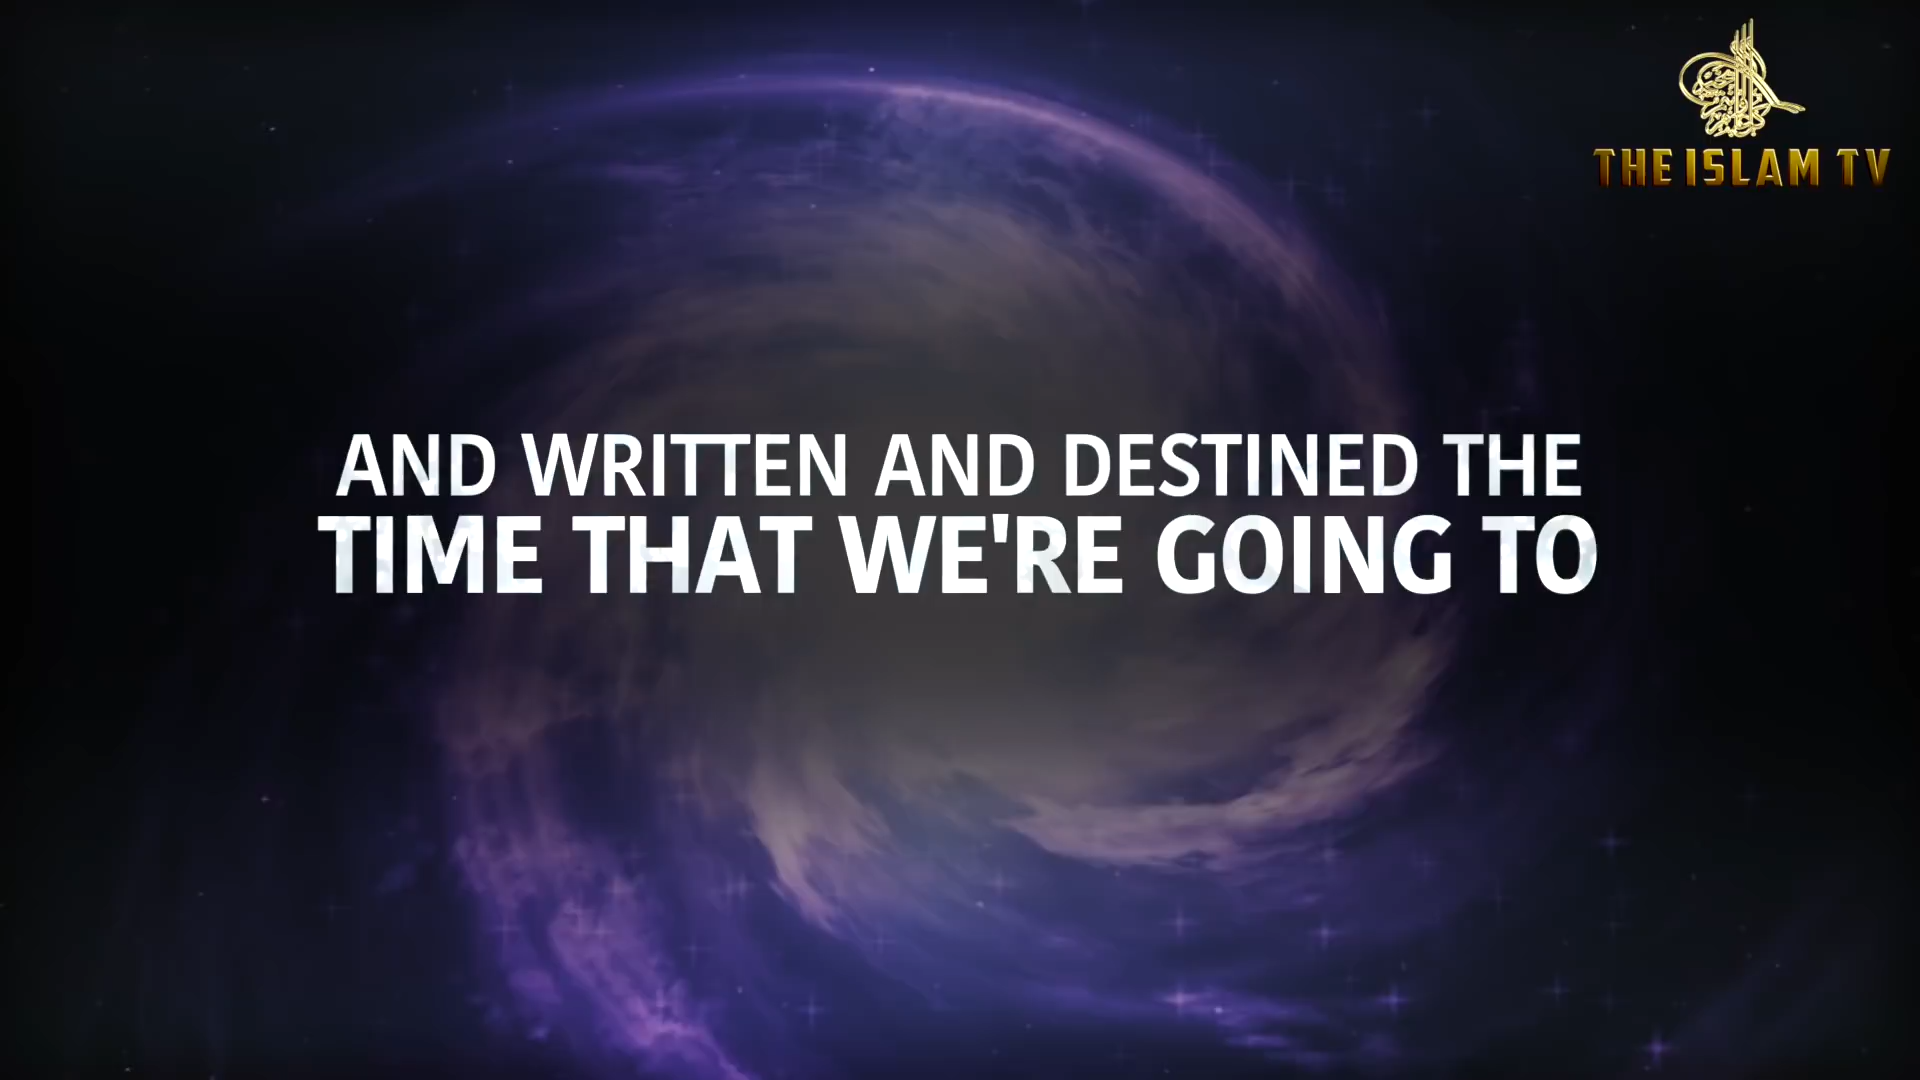 THE ISLAM TV
AND WRITTEN AND DESTINED THE
TIME THAT WE'RE GOING TO